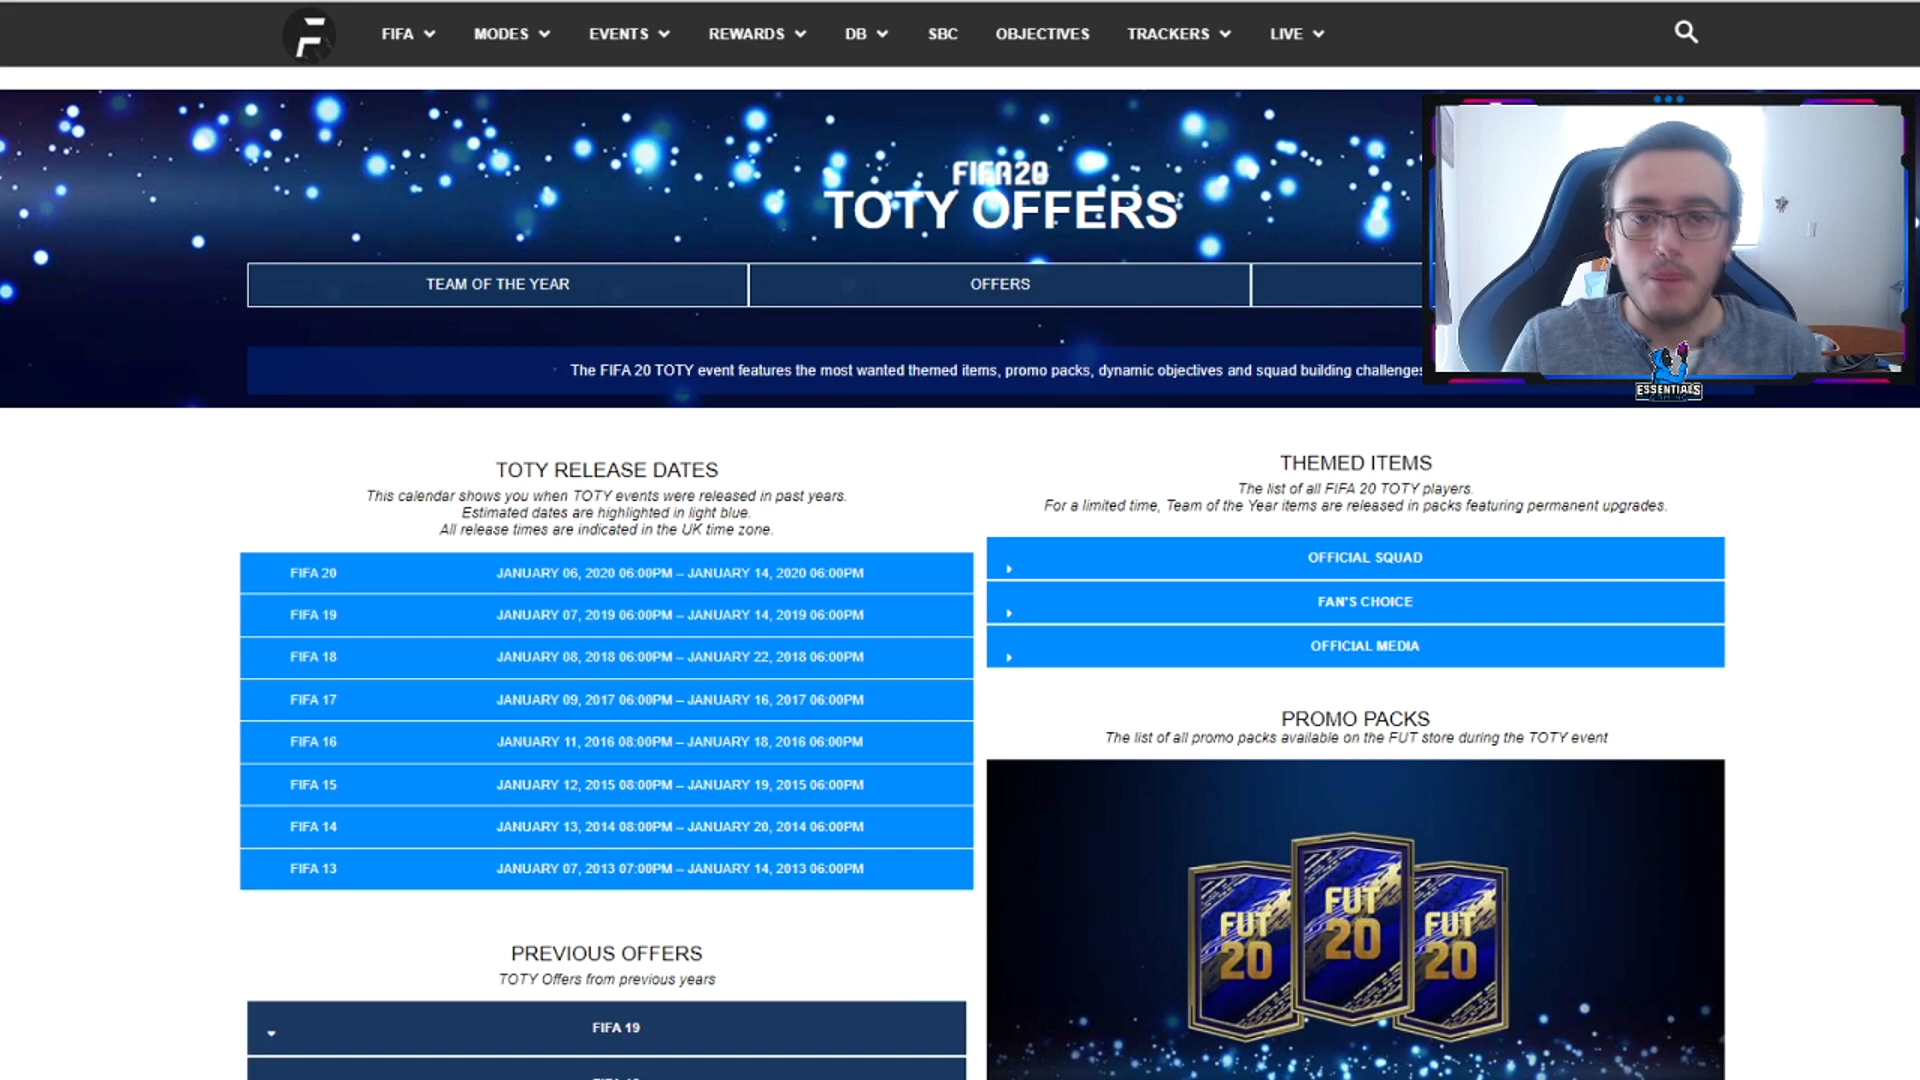 FIFA
MODES
EVENTS
REWARDS
DB
SBC
OBJECTIVES
TRACKERS
LIVE
FIFA20
TOTY OFFERS
TEAM OF THE YEAR
OFFERS
The FIFA 20 TOTY event features the most wanted themed items, promo packs, dynamic objectives and squad building challenges
ESSENTIALS
GAMING
TOTY RELEASE DATES
This calendar shows you when TOTY events were released in past years.
Estimated dates are highlighted in light blue.
All release times are indicated in the UK time zone.
FIFA 20 JANUARY 06, 2020 06:00PM – JANUARY 14, 2020 06:00PM
FIFA 19 JANUARY 07, 2019 06:00PM – JANUARY 14, 2019 06:00PM
FIFA 18 JANUARY 08, 2018 06:00PM – JANUARY 22, 2018 06:00PM
FIFA 17 JANUARY 09, 2017 06:00PM – JANUARY 16, 2017 06:00PM
FIFA 16 JANUARY 11, 2016 08:00PM – JANUARY 18, 2016 06:00PM
FIFA 15 JANUARY 12, 2015 08:00PM – JANUARY 19, 2015 06:00PM
FIFA 14 JANUARY 13, 2014 08:00PM – JANUARY 20, 2014 06:00PM
FIFA 13 JANUARY 07, 2013 07:00PM – JANUARY 14, 2013 06:00PM
PREVIOUS OFFERS
TOTY Offers from previous years
FIFA 19
THEMED ITEMS
The list of all FIFA 20 TOTY players.
For a limited time, Team of the Year items are released in packs featuring permanent upgrades.
OFFICIAL SQUAD
FAN'S CHOICE
OFFICIAL MEDIA
PROMO PACKS
The list of all promo packs available on the FUT store during the TOTY event
FUT
20
FUT
20
FUT
20